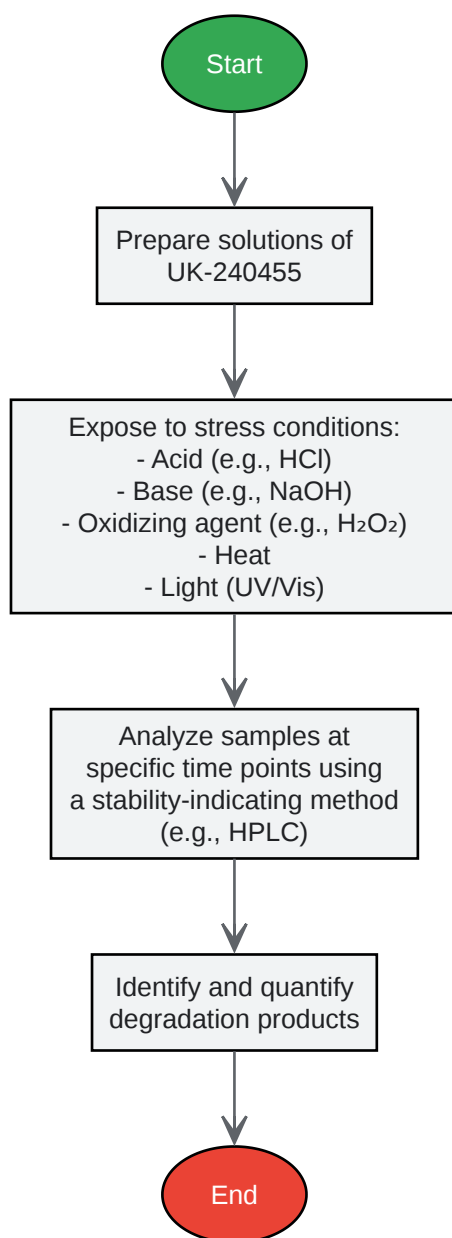 Start
Prepare solutions of
UK-240455
Expose to stress conditions:
- Acid (e.g., HCl)
- Base (e.g., NaOH)
- Oxidizing agent (e.g., H₂O₂)
- Heat
- Light (UV/Vis)
Analyze samples at
specific time points using
a stability-indicating method
(e.g., HPLC)
Identify and quantify
degradation products
End